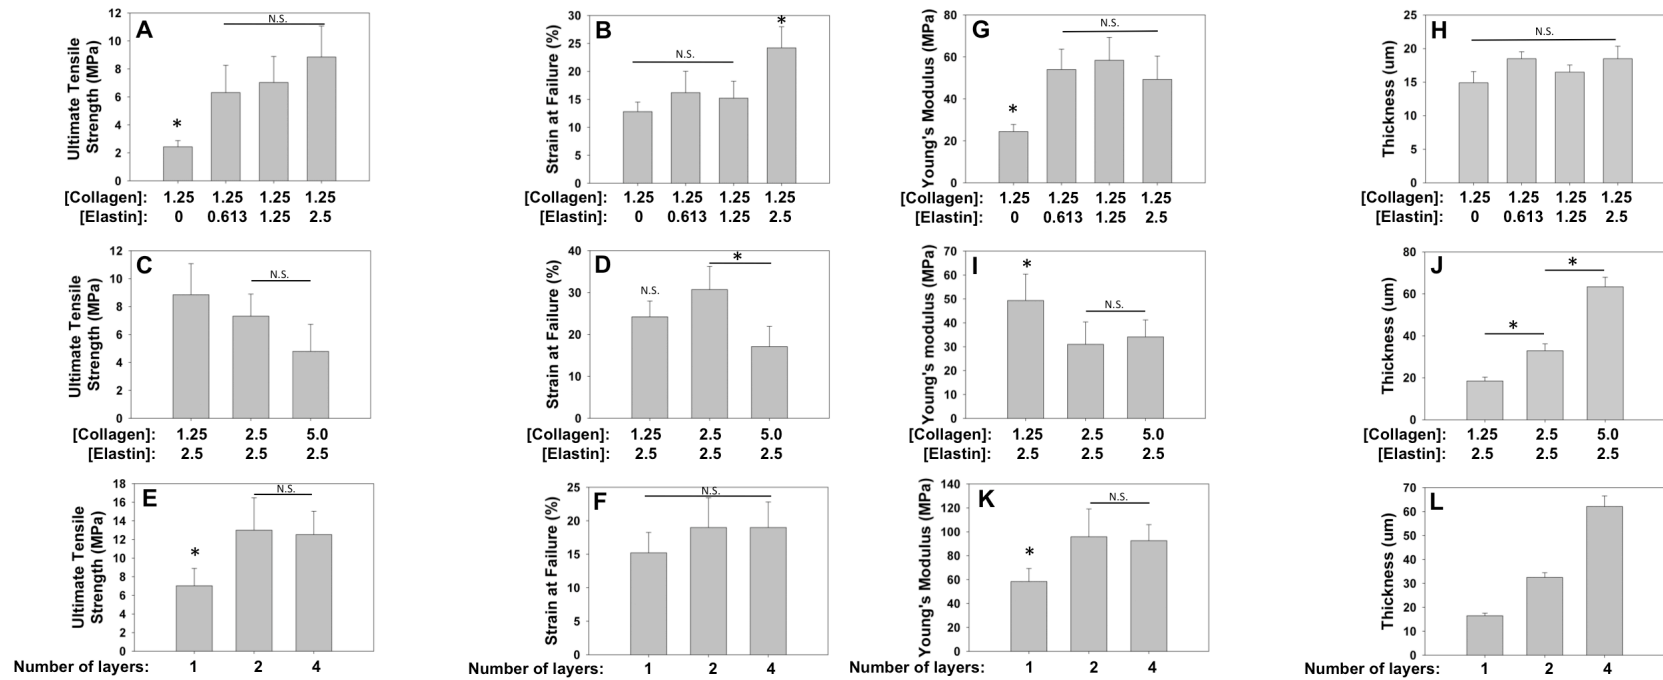 A
Ultimate Tensile
Strength (MPa)
12
10
8
6
4
2
0
*
N.S.
[Collagen]: 1.25 1.25 1.25 1.25
[Elastin]: 0 0.613 1.25 2.5
B
Strain at Failure (%)
30
25
20
15
10
5
0
N.S.
*
1.25 1.25 1.25 1.25
0 0.613 1.25 2.5
G
Young's Modulus (MPa)
80
60
40
20
0
*
N.S.
[Collagen]: 1.25 1.25 1.25 1.25
[Elastin]: 0 0.613 1.25 2.5
H
Thickness (um)
25
20
15
10
5
0
N.S.
[Collagen]: 1.25 1.25 1.25 1.25
[Elastin]: 0 0.613 1.25 2.5
C
Ultimate Tensile
Strength (MPa)
12
10
8
6
4
2
0
N.S.
[Collagen]: 1.25 2.5 5.0
[Elastin]: 2.5 2.5 2.5
D
Strain at Failure (%)
40
30
20
10
0
N.S.
*
[Collagen]: 1.25 2.5 5.0
[Elastin]: 2.5 2.5 2.5
I
Young's modulus (MPa)
70
60
50
40
30
20
10
0
*
N.S.
[Collagen]: 1.25 2.5 5.0
[Elastin]: 2.5 2.5 2.5
J
Thickness (um)
80
60
40
20
0
*
*
[Collagen]: 1.25 2.5 5.0
[Elastin]: 2.5 2.5 2.5
E
Ultimate Tensile
Strength (MPa)
18
16
14
12
10
8
6
4
2
0
*
N.S.
Number of layers: 1 2 4
F
Strain at Failure (%)
25
20
15
10
5
0
N.S.
Number of layers: 1 2 4
K
Young's Modulus (MPa)
140
120
100
80
60
40
20
0
*
N.S.
Number of layers: 1 2 4
L
Thickness (um)
70
60
50
40
30
20
10
0
Number of layers: 1 2 4